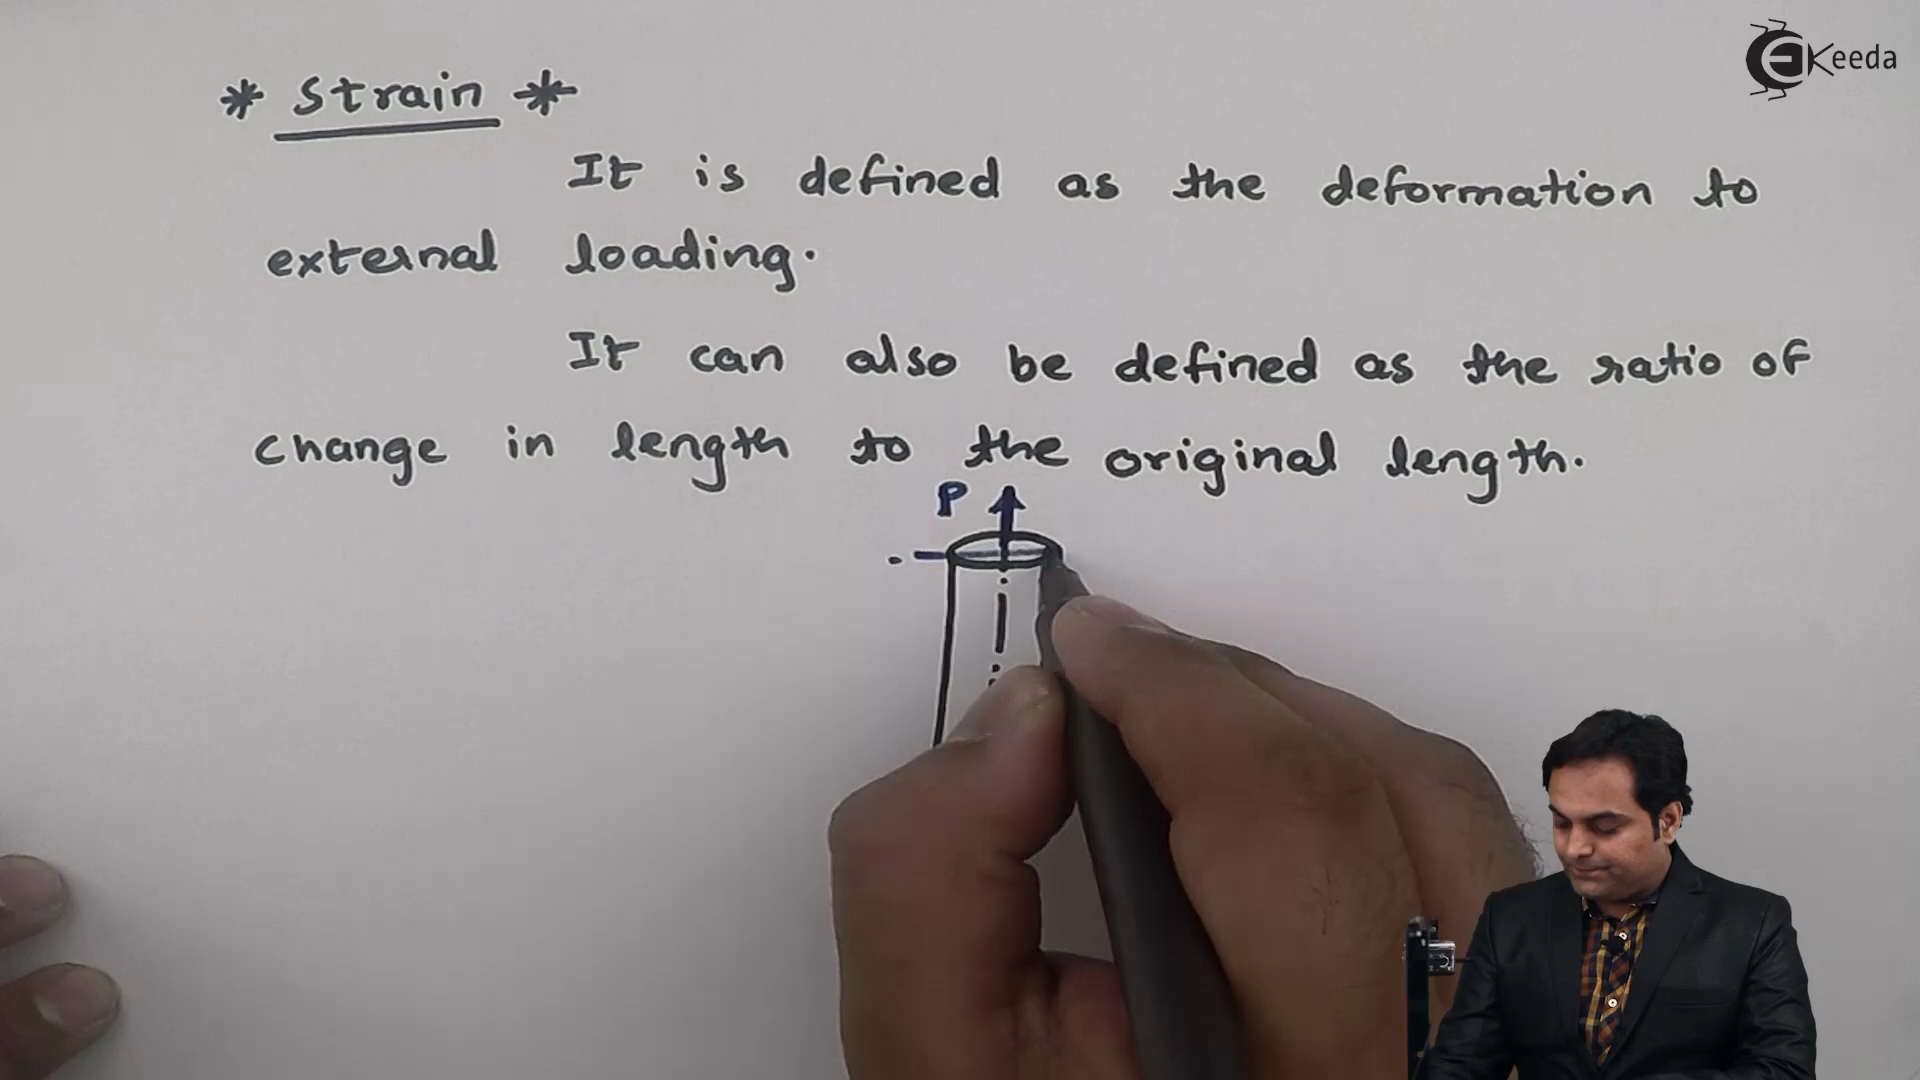 * strain *
It is defined as the deformation to
external loading.
It can also be defined as the ratio of
change in length to the original length.
P
Keeda